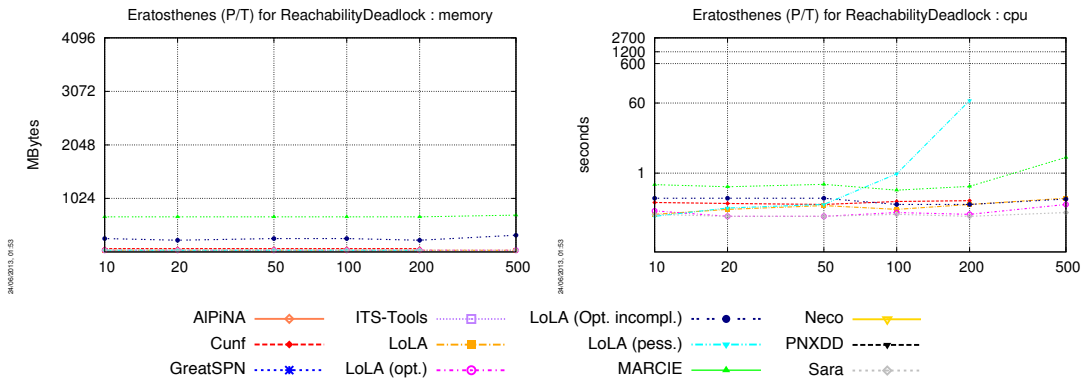 Eratosthenes (P/T) for ReachabilityDeadlock : memory
4096
3072
2048
1024
MBytes
10 20 50 100 200 500
24/06/2013, 01:53
Eratosthenes (P/T) for ReachabilityDeadlock : cpu
2700
1200
600
60
1
seconds
10 20 50 100 200 500
24/06/2013, 01:53
AlPiNA ITS-Tools LoLA (Opt. incompl.) Neco
Cunf LoLA LoLA (pess.) PNXDD
GreatSPN LoLA (opt.) MARCIE Sara